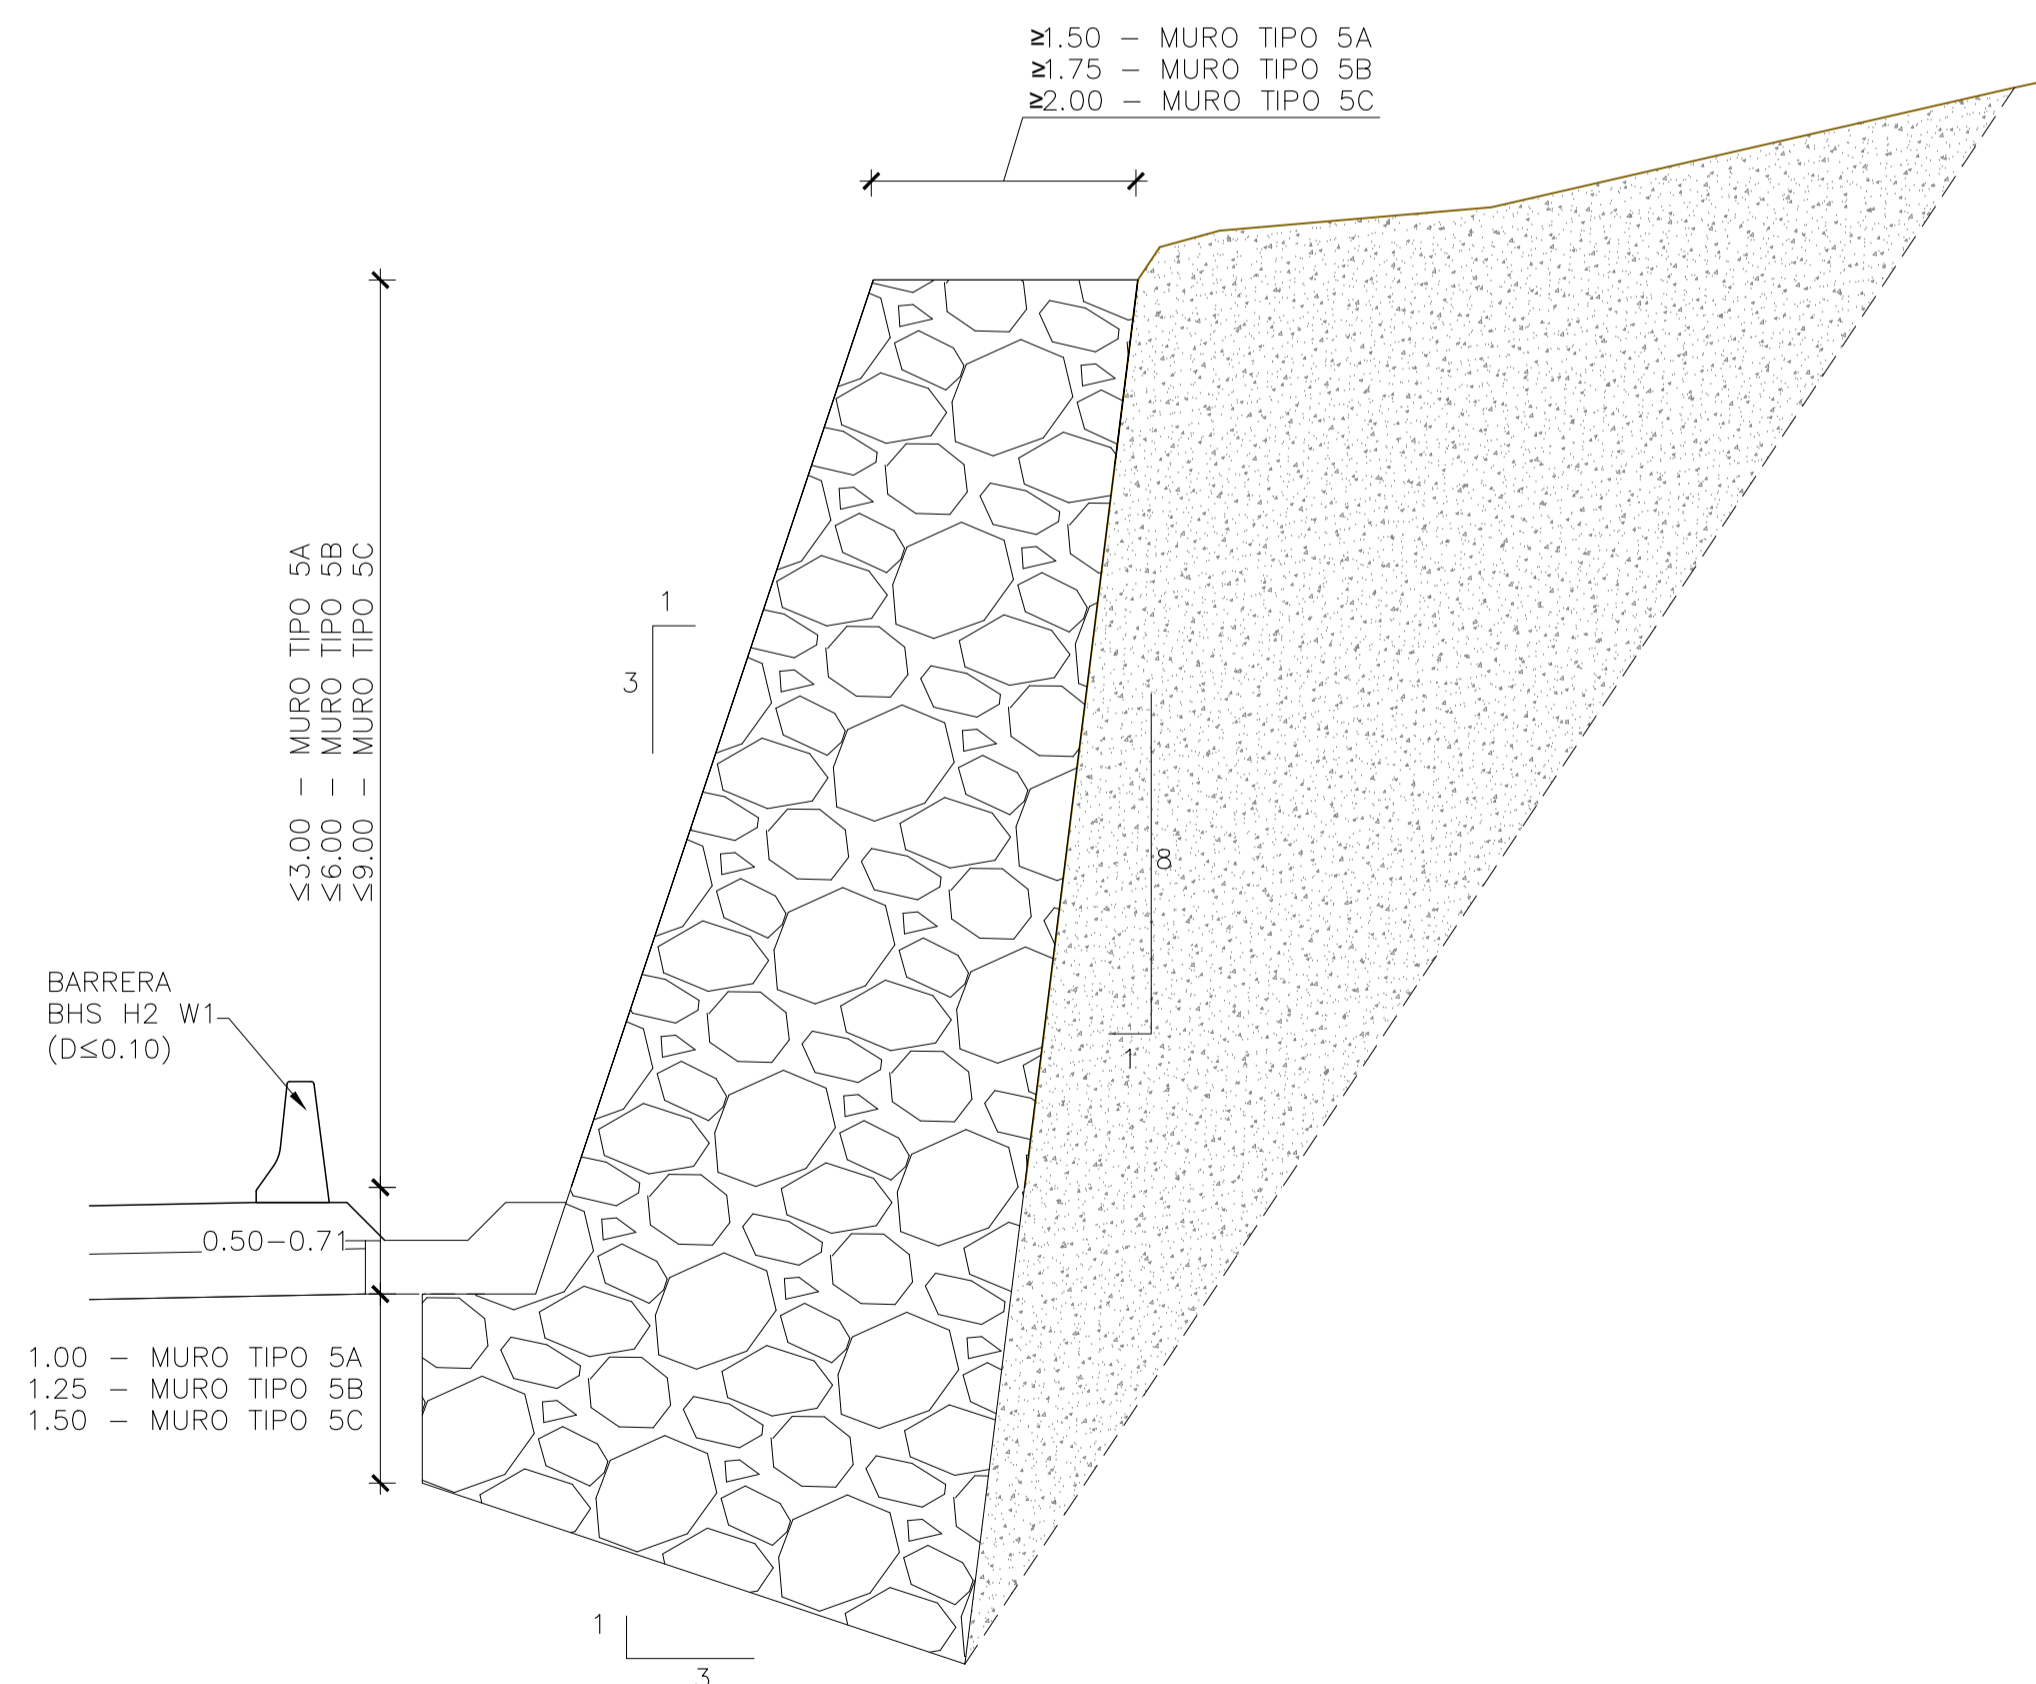 ≥1.50 – MURO TIPO 5A
≥1.75 – MURO TIPO 5B
≥2.00 – MURO TIPO 5C
≤3.00 – MURO TIPO 5A
≤6.00 – MURO TIPO 5B
≤9.00 – MURO TIPO 5C
1
3
8
1
BARRERA
BHS H2 W1
(D≤0.10)
0.50–0.71
1.00 – MURO TIPO 5A
1.25 – MURO TIPO 5B
1.50 – MURO TIPO 5C
1
3